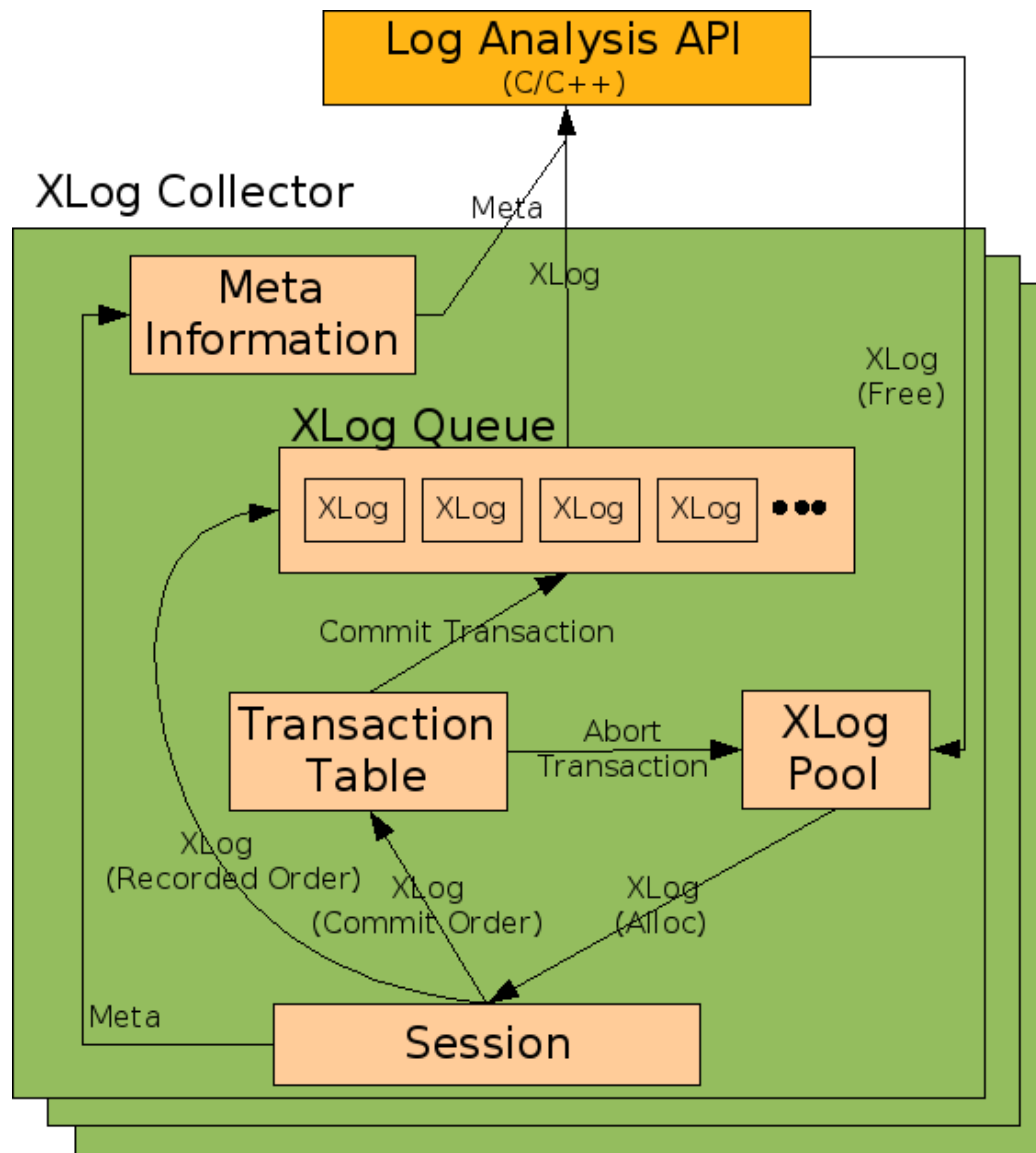 Log Analysis API
(C/C++)
XLog Collector
Meta
Meta
Information
XLog
XLog
(Free)
XLog Queue
XLog XLog XLog XLog •••
Commit Transaction
Transaction
Table
Abort
Transaction
XLog
Pool
XLog
(Recorded Order)
XLog
(Commit Order)
XLog
(Alloc)
Meta
Session